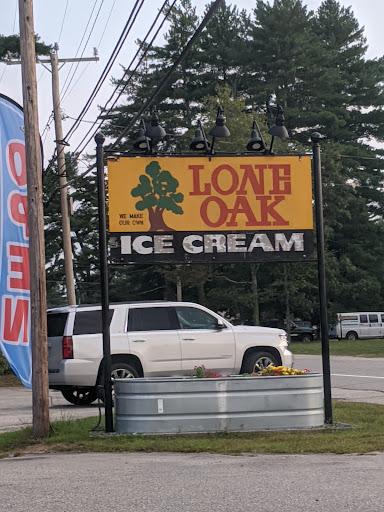 OPEN
LONE
OAK
WE MAKE
OUR OWN
ICE CREAM